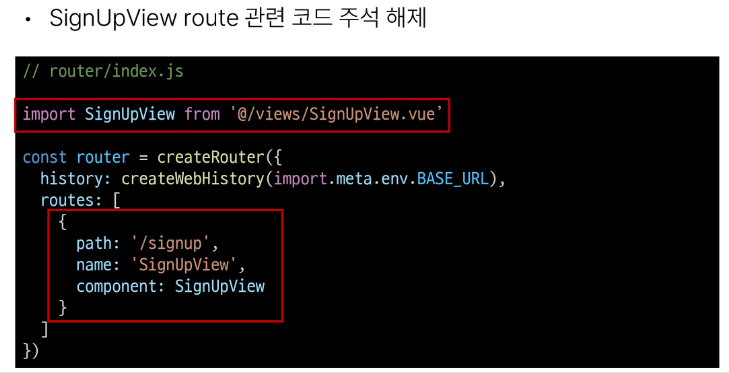 • SignUpView route 관련 코드 주석 해제
// router/index.js
import SignUpView from '@/views/SignUpView.vue’
const router = createRouter({
history: createWebHistory(import.meta.env.BASE_URL),
routes: [
{
path: '/signup',
name: 'SignUpView',
component: SignUpView
}
]
})